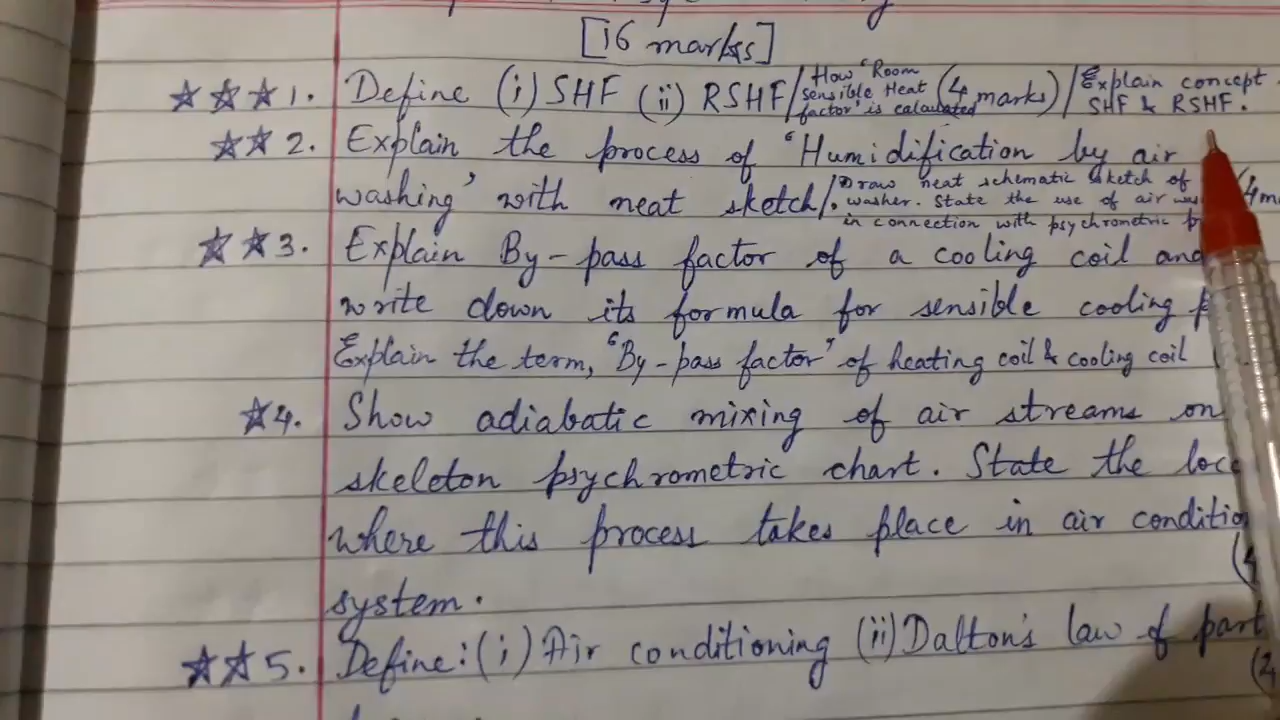 [16 marks]
☆☆☆1. Define (i) SHF (ii) RSHF/How 'Room sensible Heat factor' is calculated (4 marks)/Explain concept SHF & RSHF.
☆☆2. Explain the process of 'Humidification by air
washing' with neat sketch/. Draw neat schematic sketch of
washer. State the use of air
in connection with psychrometric
☆☆3. Explain By-pass factor of a cooling coil and
write down its formula for sensible cooling
Explain the term, "By-pass factor" of heating coil & cooling coil
☆4. Show adiabatic mixing of air streams on
skeleton psychrometric chart. State the
where this process takes place in air
system.
☆☆5. Define: (i) Air conditioning (ii) Dalton's law of